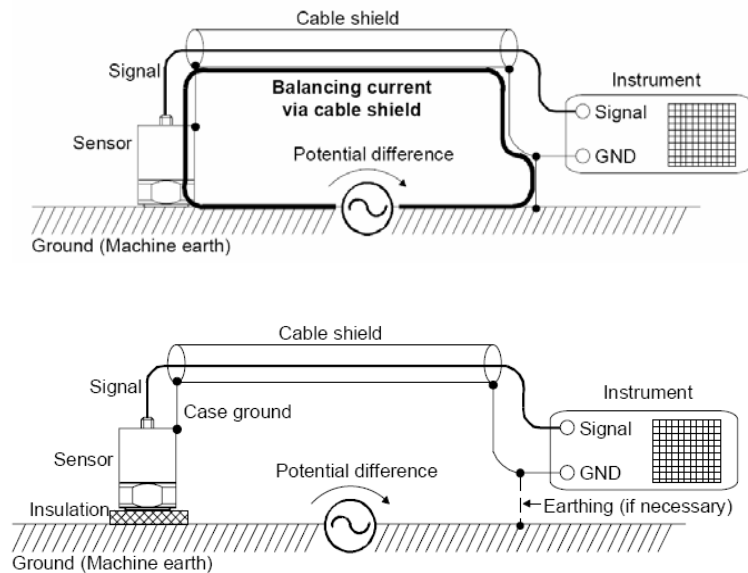 Cable shield
Signal
Balancing current
via cable shield
Instrument
Signal
Sensor
Potential difference
GND
Ground (Machine earth)
Cable shield
Signal
Instrument
Case ground
Signal
Sensor
Potential difference
GND
Insulation
Earthing (if necessary)
Ground (Machine earth)